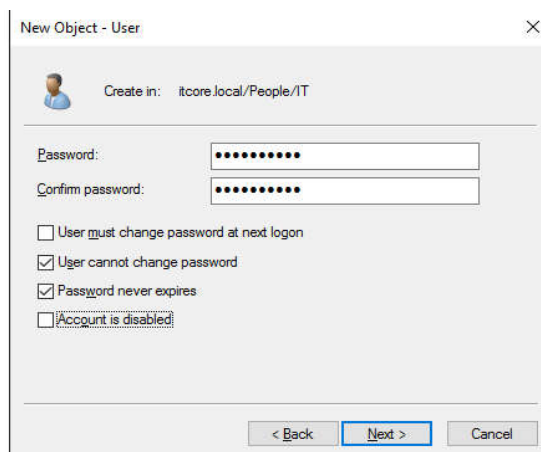 New Object - User
Create in: itcore.local/People/IT
Password:
Confirm password:
User must change password at next logon
User cannot change password
Password never expires
Account is disabled
< Back Next > Cancel